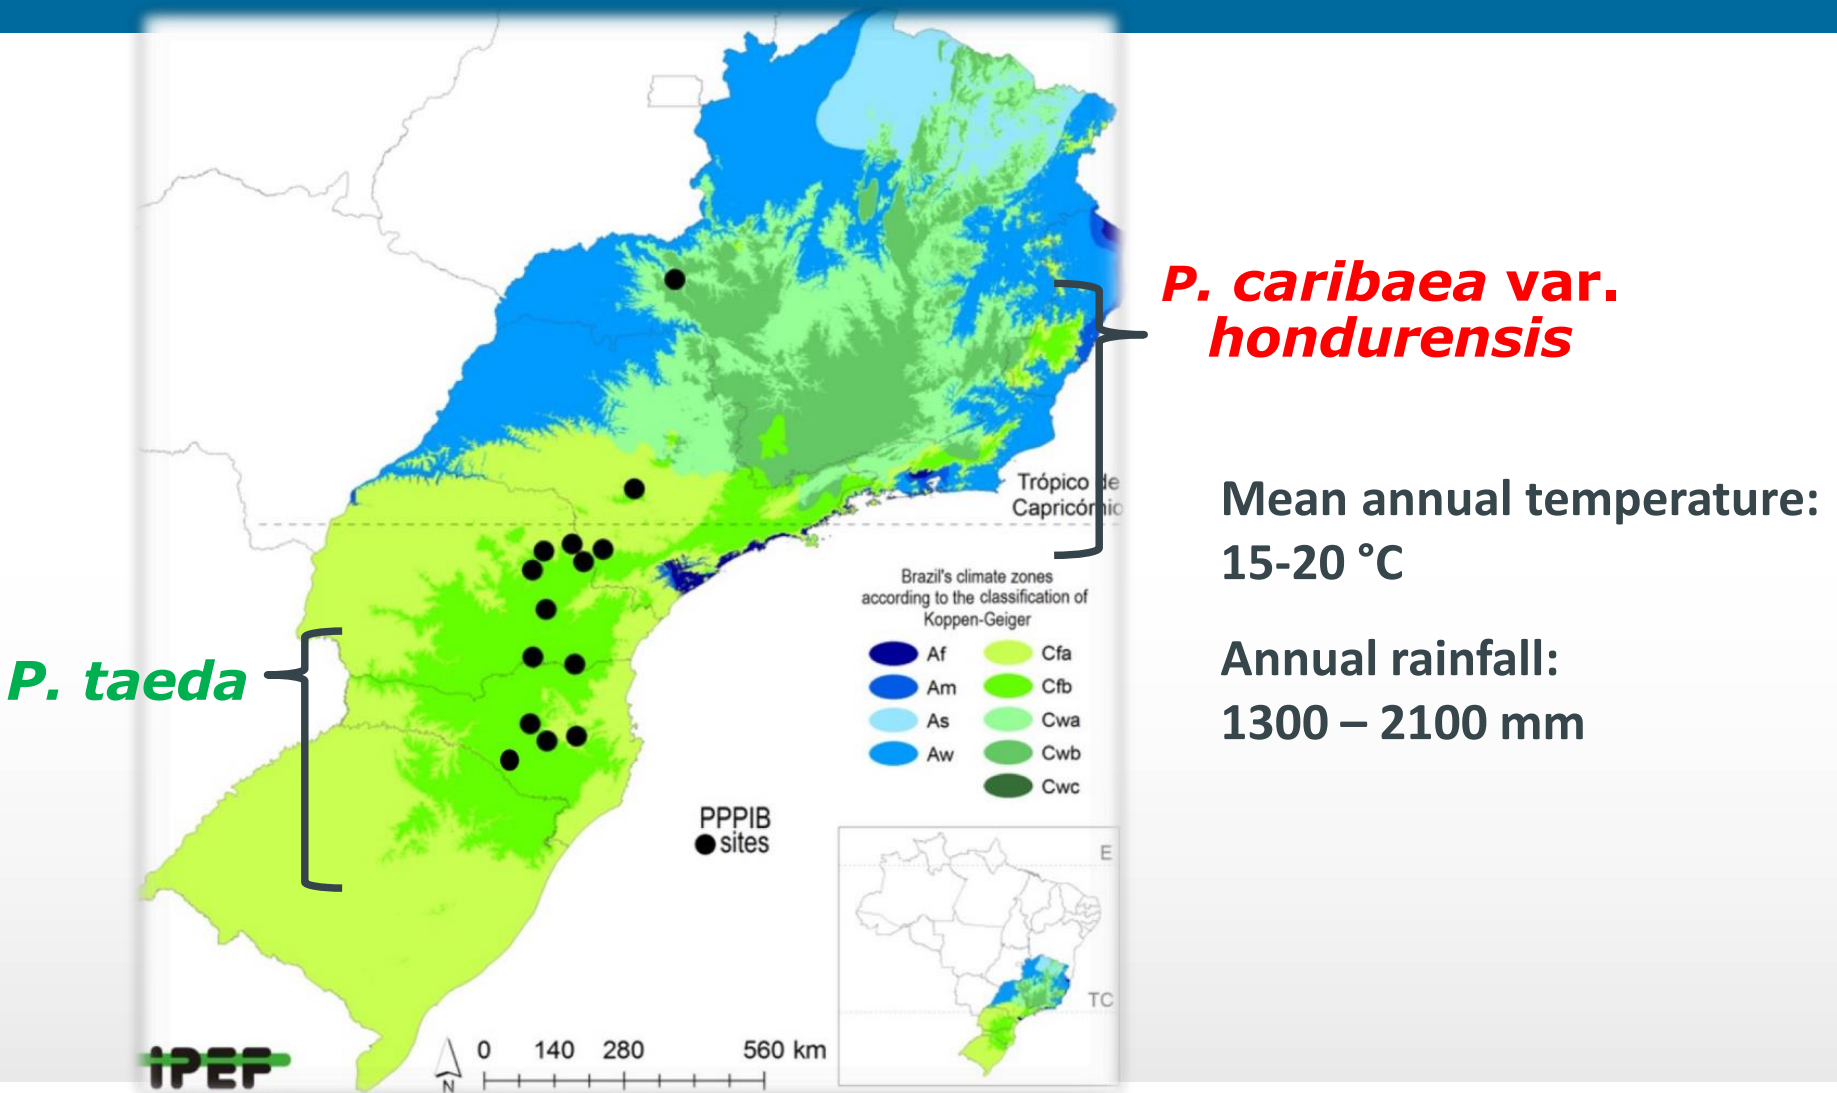 P. caribaea var.
hondurensis
Mean annual temperature:
15-20 °C
Annual rainfall:
1300 – 2100 mm
P. taeda
Trópico de
Capricórnio
Brazil's climate zones
according to the classification of
Koppen-Geiger
Af
Am
As
Aw
Cfa
Cfb
Cwa
Cwb
Cwc
PPPIB
sites
E
TC
IPEF
N
0 140 280 560 km